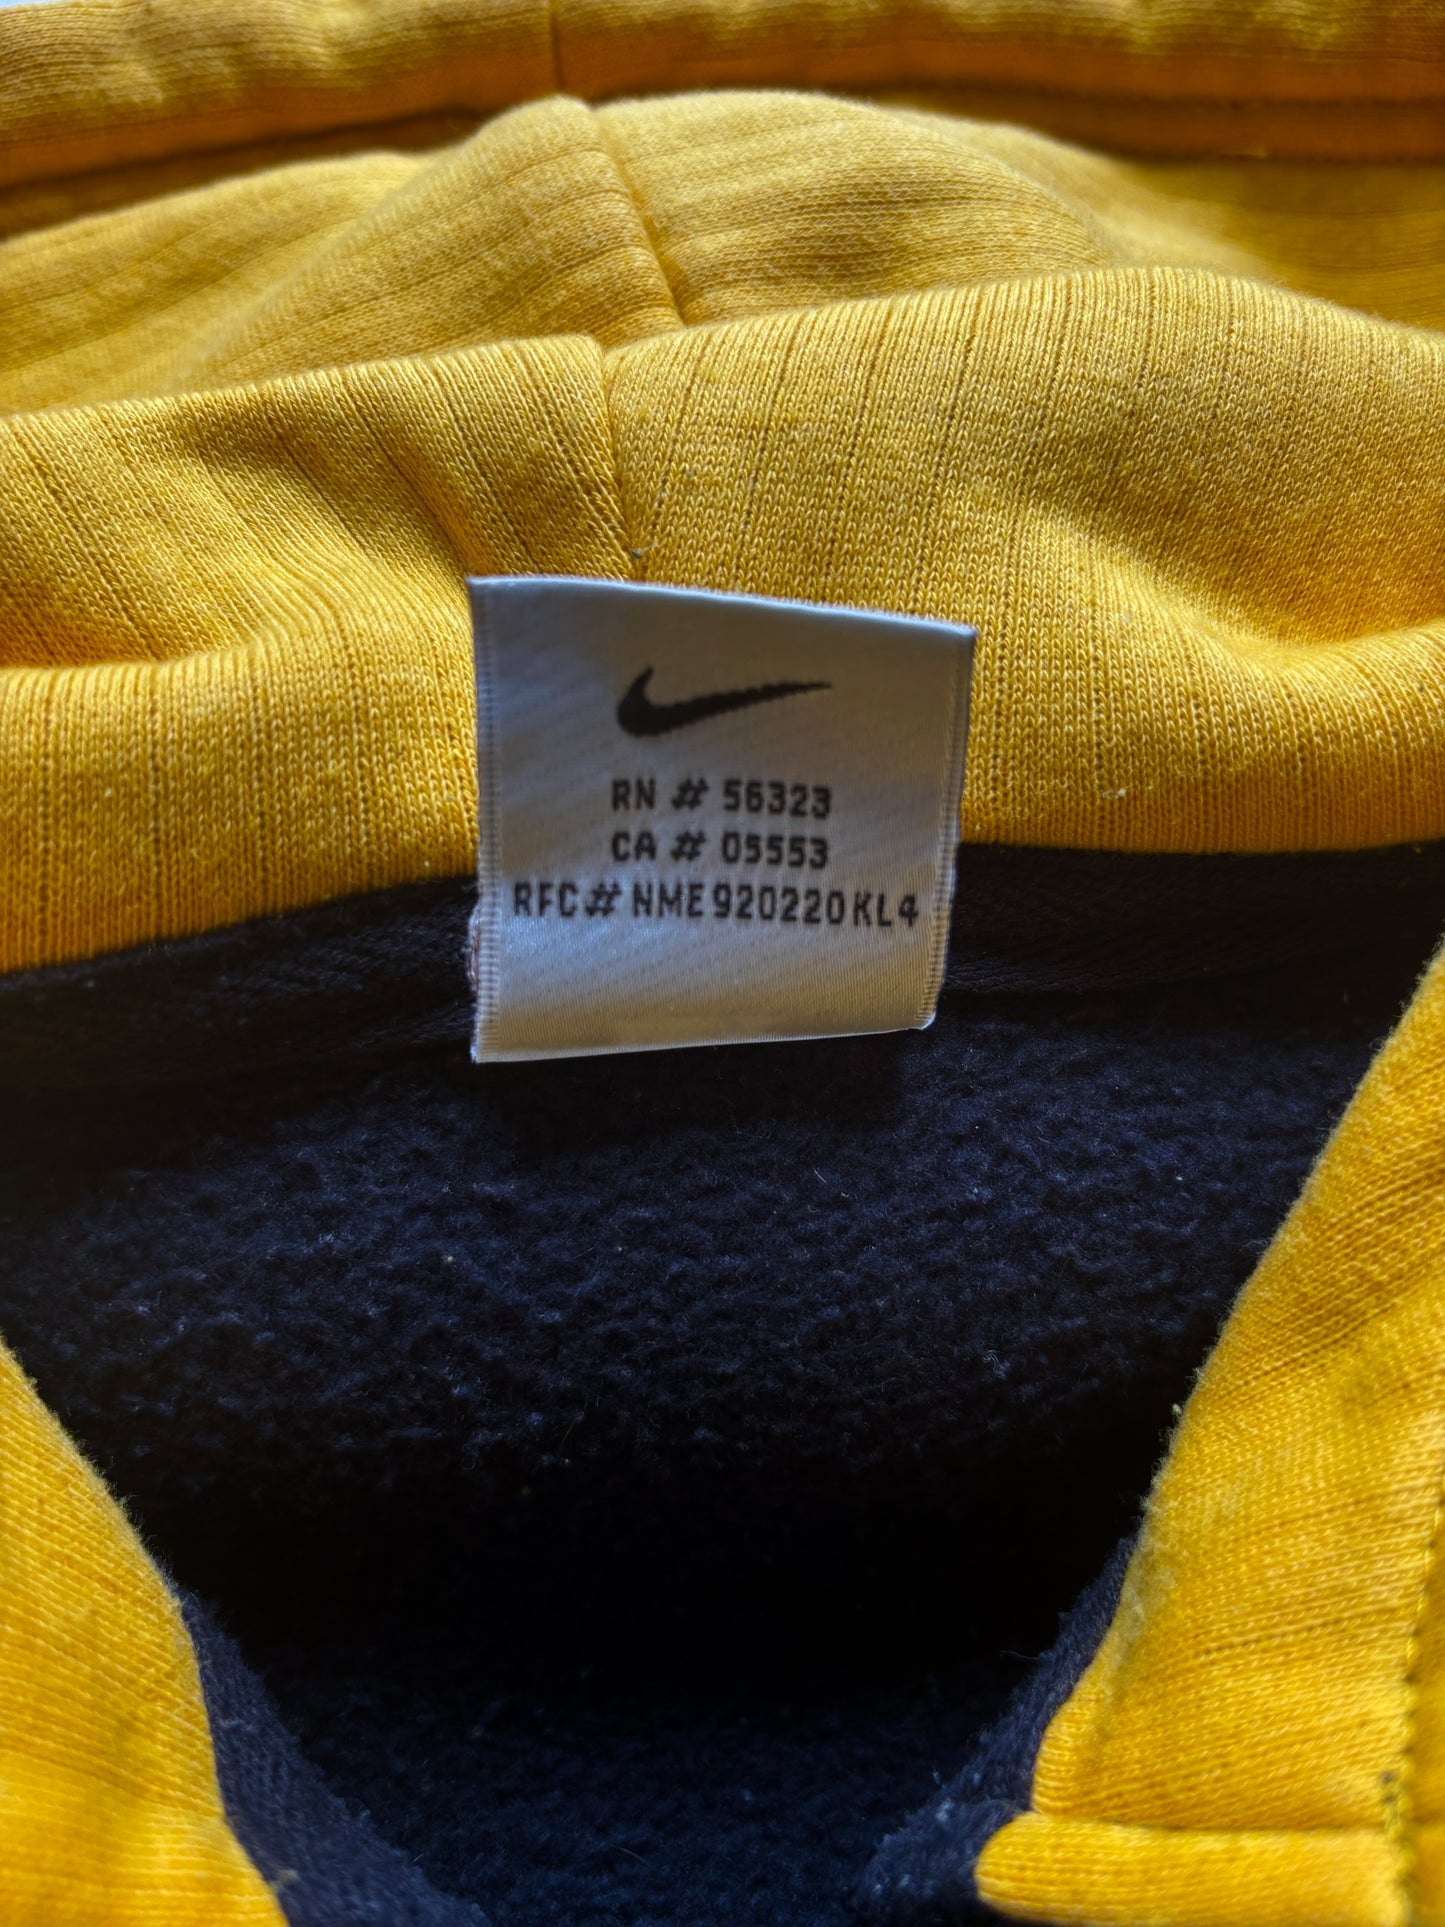 RN # 56323
CA # 05553
RFC # NME920220KL4